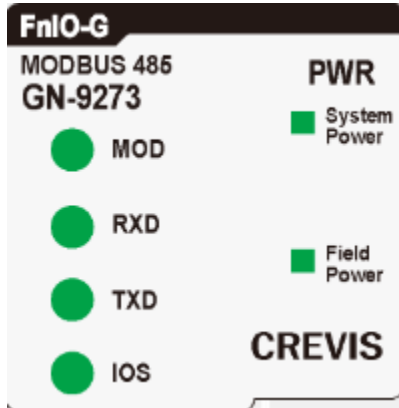 FnIO-G
MODBUS 485
GN-9273
MOD
RXD
TXD
IOS
PWR
System
Power
Field
Power
CREVIS